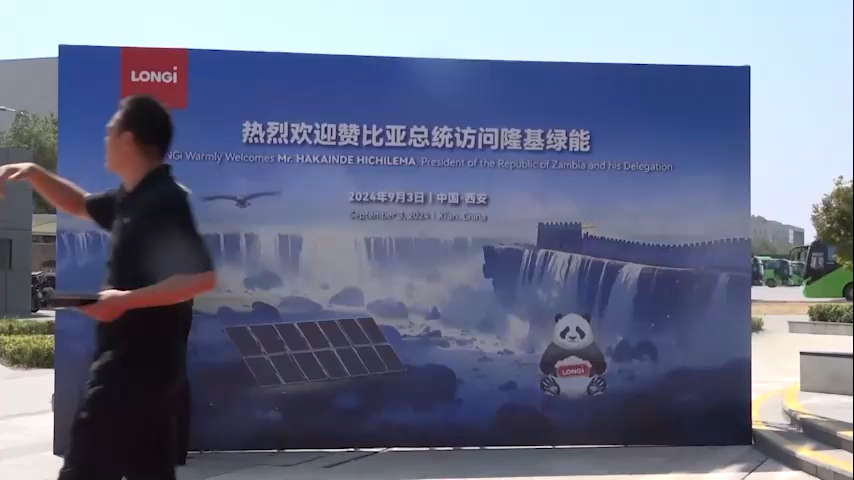 LONGi
热烈欢迎赞比亚总统访问隆基绿能
NGi Warmly Welcomes Mr. HAKAINDE HICHILEMA, President of the Republic of Zambia and his Delegation
2024年9月3日 | 中国·西安
September 3, 2024 | Xi'an, China
LONGi